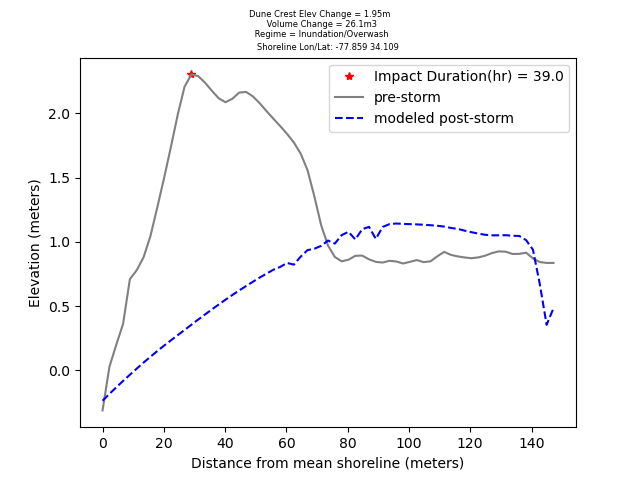 Dune Crest Elev Change = 1.95m
Volume Change = 26.1m3
Regime = Inundation/Overwash
Shoreline Lon/Lat: -77.859 34.109
Impact Duration(hr) = 39.0
pre-storm
modeled post-storm
Elevation (meters)
2.0
1.5
1.0
0.5
0.0
0 20 40 60 80 100 120 140
Distance from mean shoreline (meters)